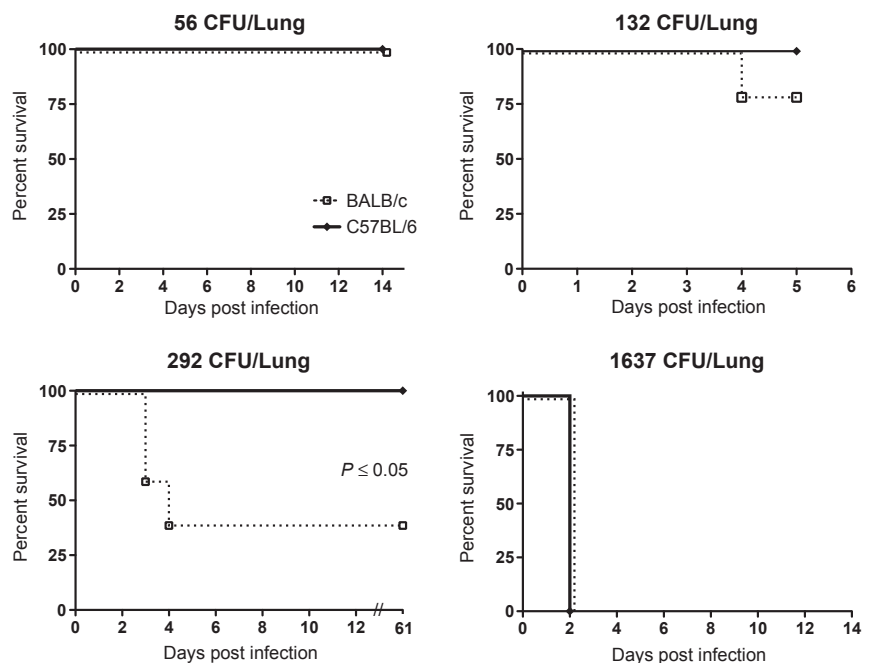 56 CFU/Lung
100
75
50
25
0
Percent survival
BALB/c
C57BL/6
0 2 4 6 8 10 12 14
Days post infection
132 CFU/Lung
100
75
50
25
0
Percent survival
0 1 2 3 4 5 6
Days post infection
292 CFU/Lung
100
75
50
25
0
Percent survival
P ≤ 0.05
0 2 4 6 8 10 12 // 61
Days post infection
1637 CFU/Lung
100
75
50
25
0
Percent survival
0 2 4 6 8 10 12 14
Days post infection